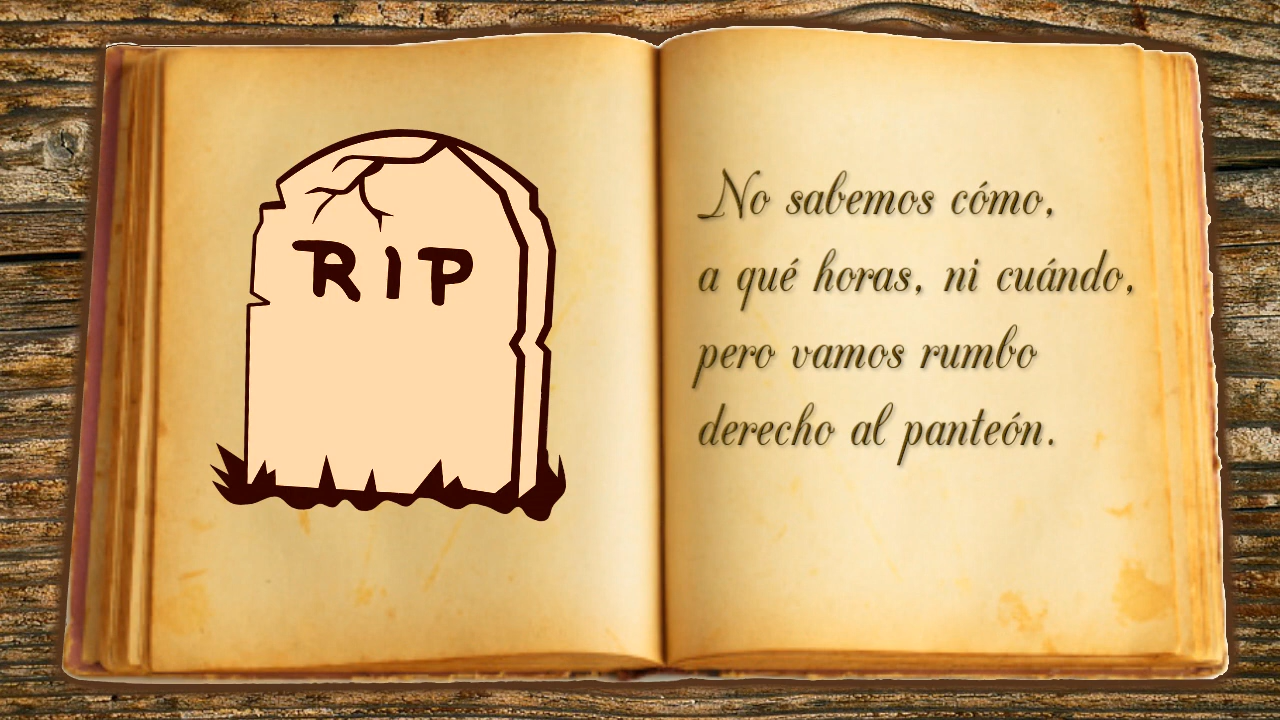 RIP
No sabemos cómo,
a qué horas, ni cuándo,
pero vamos rumbo
derecho al panteón.